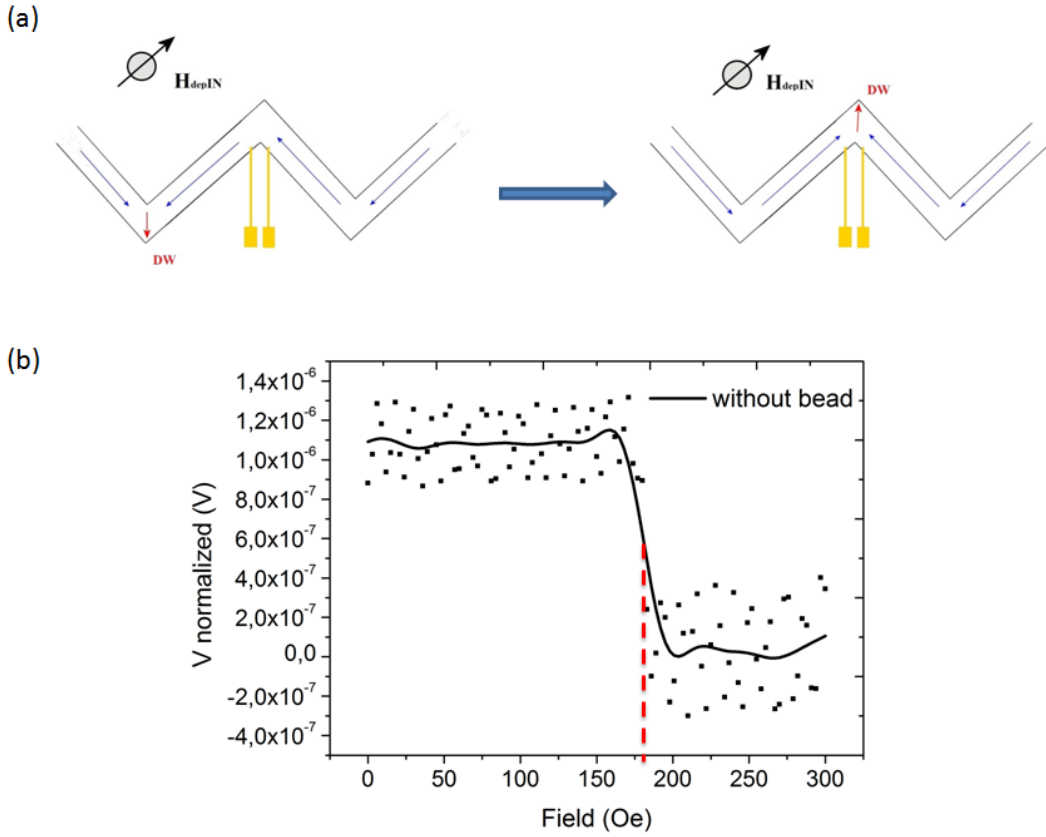 (a)
HdepIN
DW
HdepIN
DW
(b)
1,4x10⁻⁶
1,2x10⁻⁶
1,0x10⁻⁶
8,0x10⁻⁷
6,0x10⁻⁷
4,0x10⁻⁷
2,0x10⁻⁷
0,0
-2,0x10⁻⁷
-4,0x10⁻⁷
V normalized (V)
without bead
0 50 100 150 200 250 300
Field (Oe)